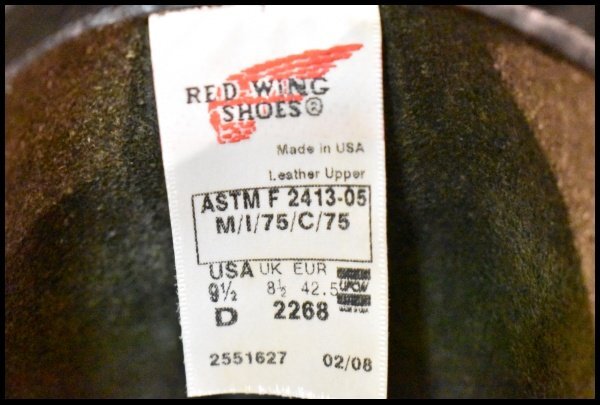 RED WING
SHOES®
Made in USA
Leather Upper
ASTM F 2413-05
M/I/75/C/75
USA UK EUR
9½ 8½ 42.5
UFCW
D 2268
2551627 02/08